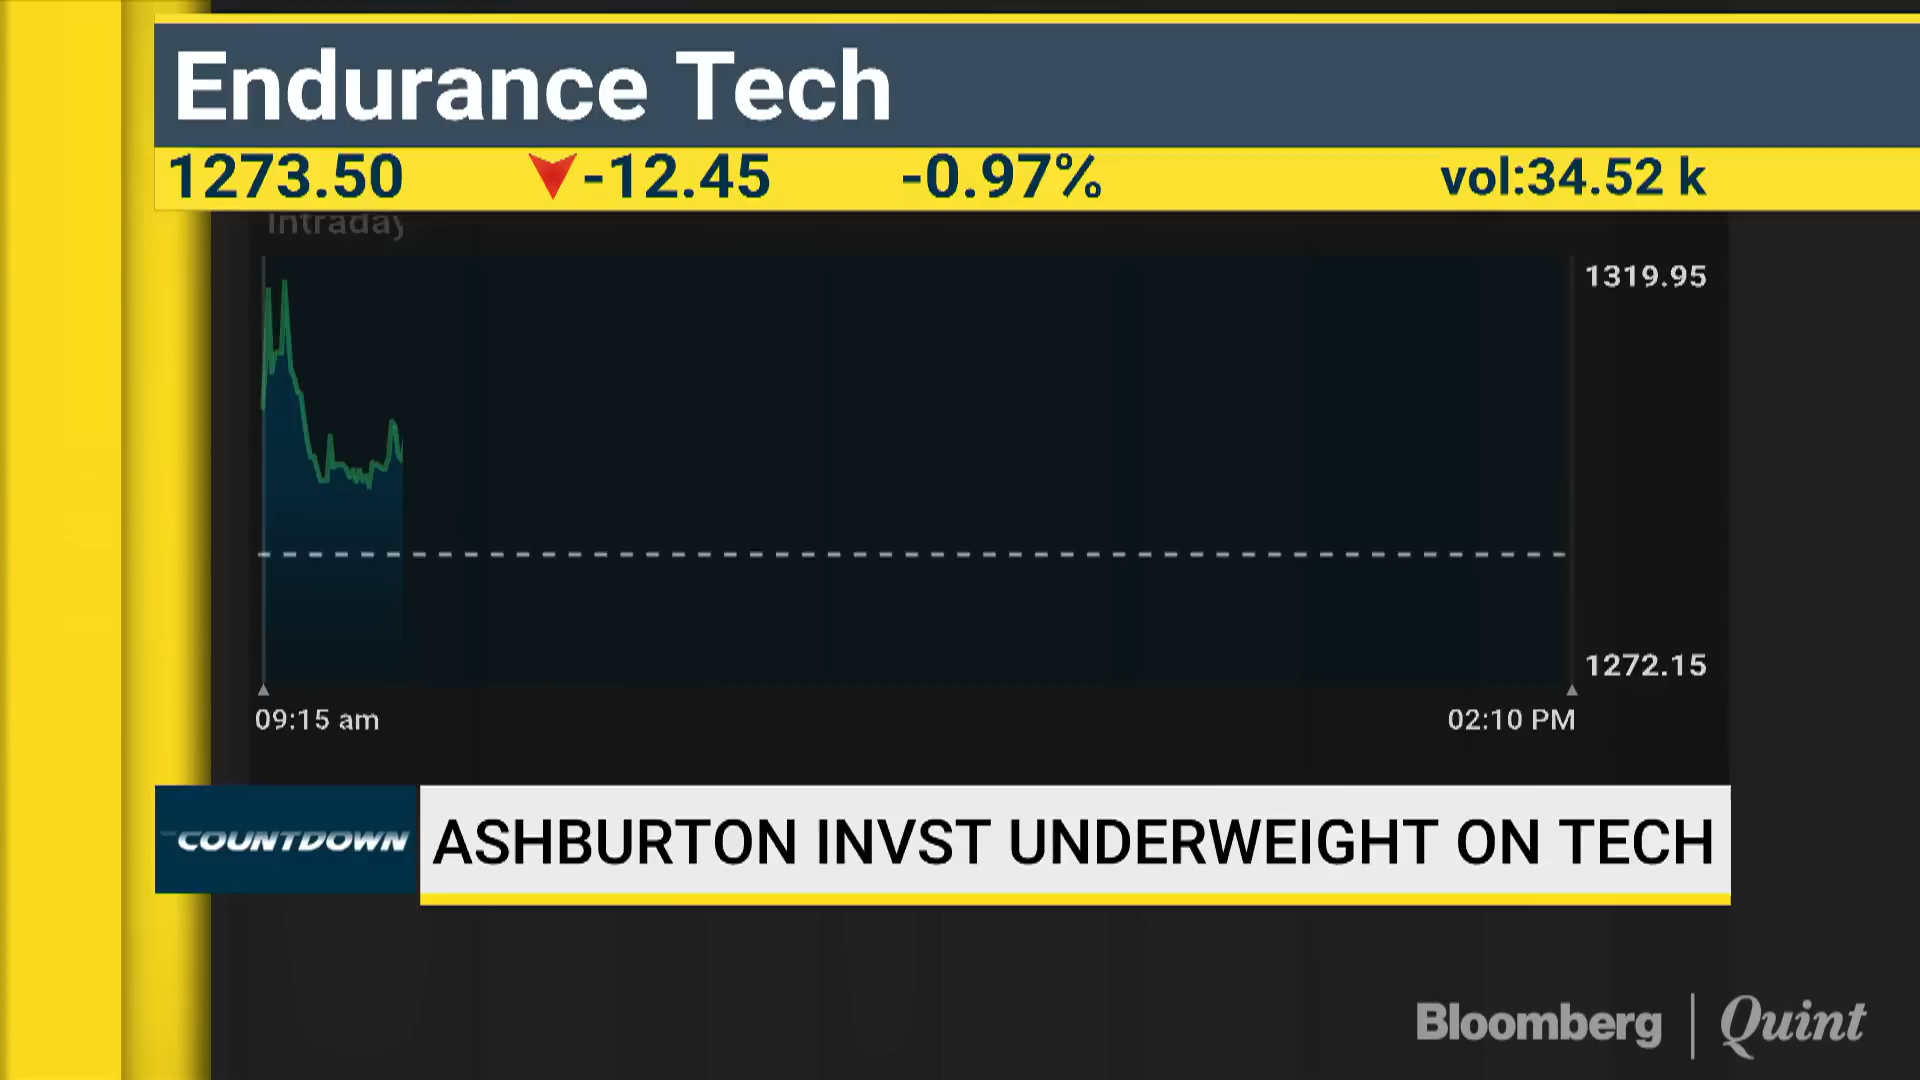 Endurance Tech
1273.50 -12.45 -0.97% vol:34.52 k
Intraday
1319.95
1272.15
09:15 am 02:10 PM
COUNTDOWN ASHBURTON INVST UNDERWEIGHT ON TECH
Bloomberg | Quint